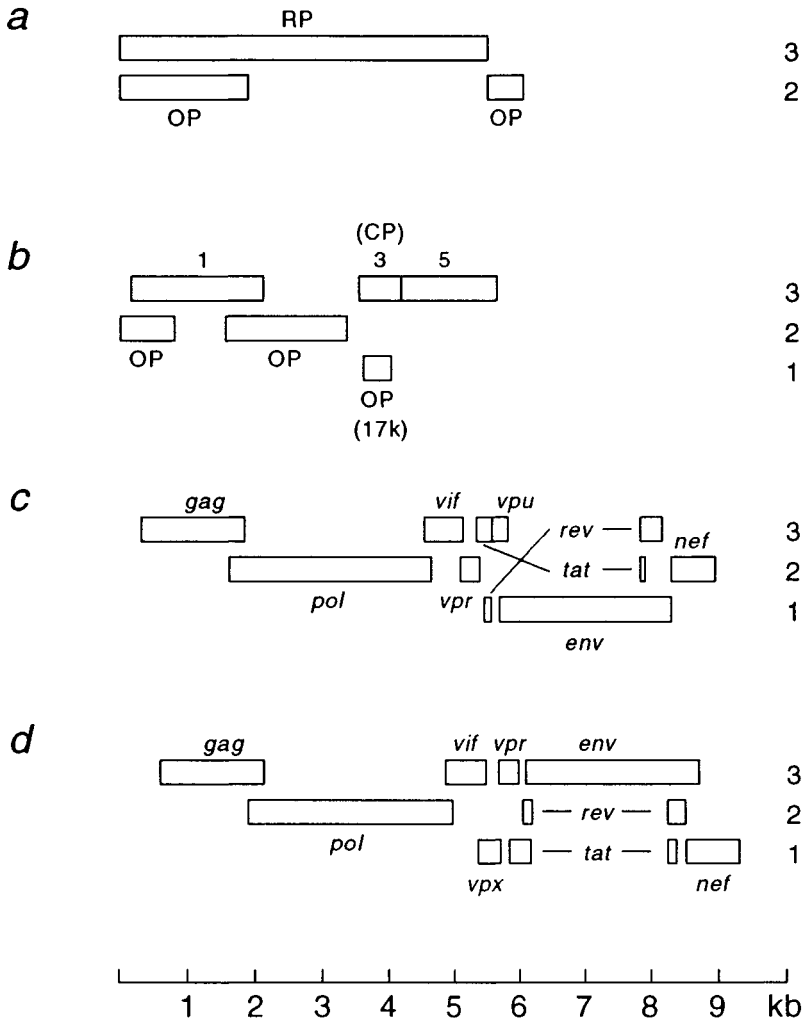 a
RP
3
2
OP OP
b
(CP)
1 3 5
3
2
OP OP
1
OP
(17k)
c
gag vif vpu
rev
3
nef
tat
2
pol vpr
1
env
d
gag vif vpr env
3
rev
2
pol
tat
1
vpx nef
1 2 3 4 5 6 7 8 9 kb